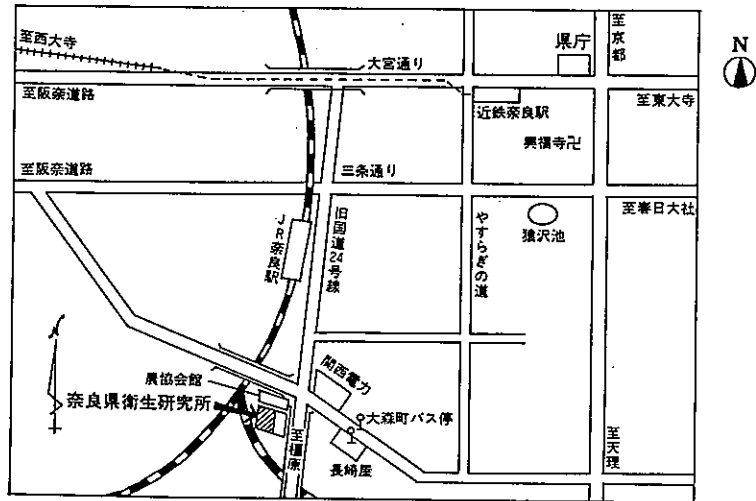 至西大寺
大宮通り
県庁
至京都
N
至阪奈道路
近鉄奈良駅
至東大寺
興福寺卍
至阪奈道路
三条通り
至春日大社
猿沢池
JR奈良駅
旧国道24号線
やすらぎの道
農協会館
関西電力
奈良県衛生研究所
大森町バス停
至橿原
長崎屋
至天理